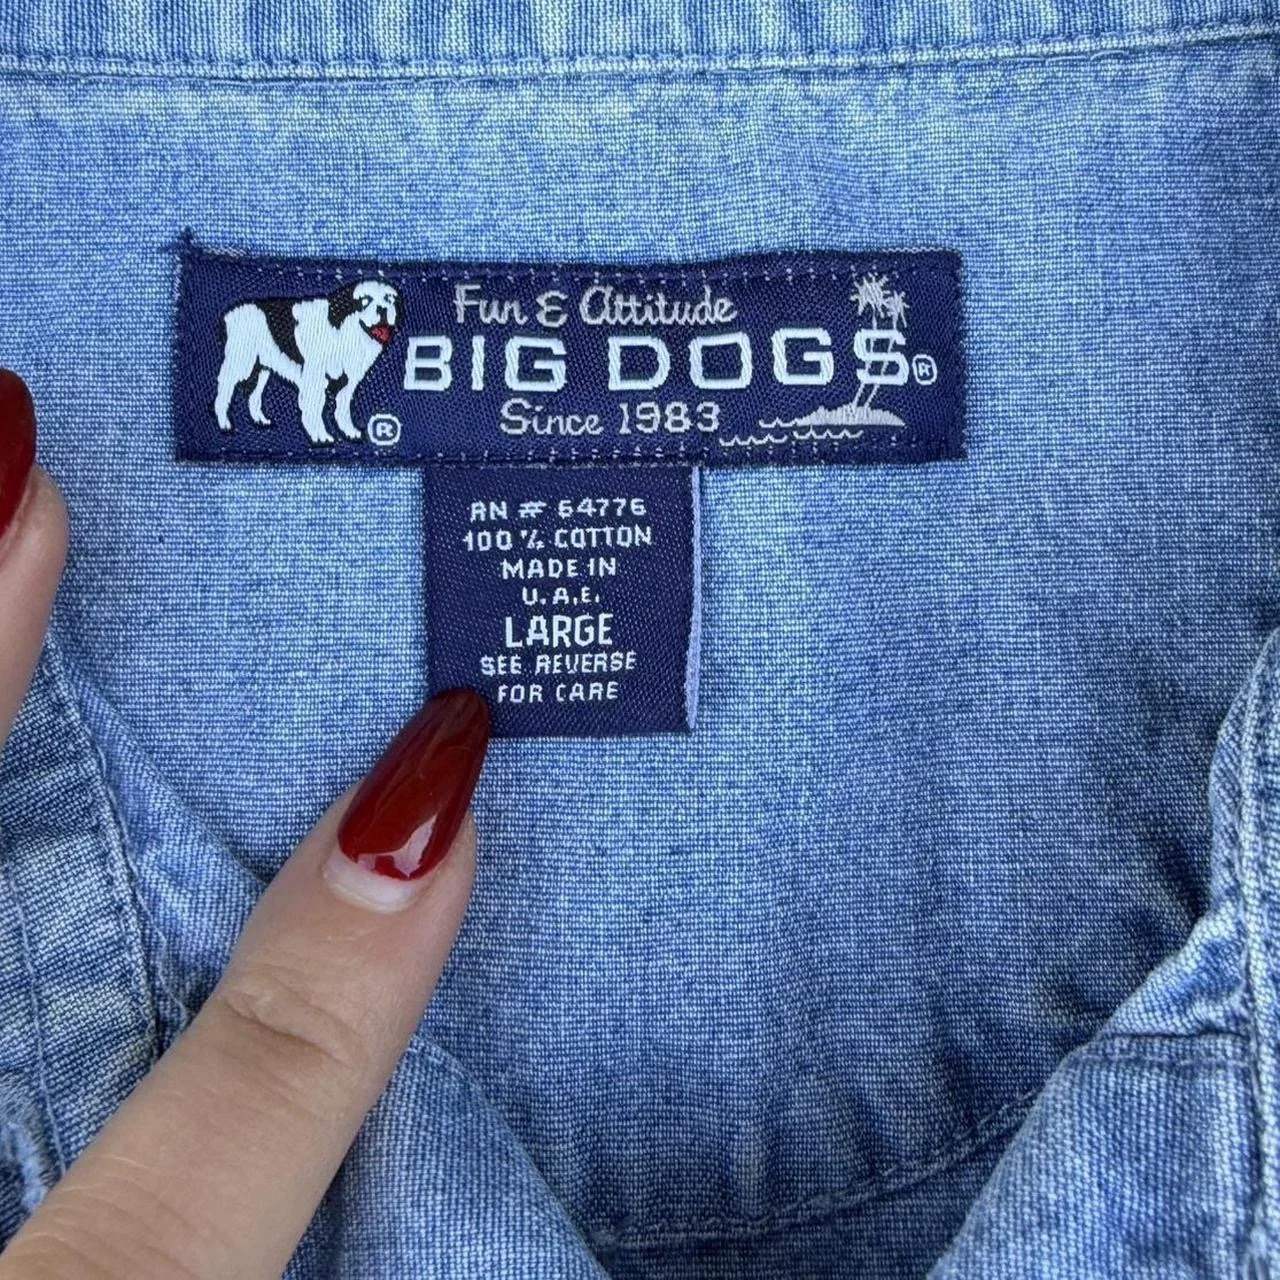 Fun & Attitude
BIG DOGS®
Since 1983
®
RN # 64776
100% COTTON
MADE IN
U.A.E.
LARGE
SEE REVERSE
FOR CARE